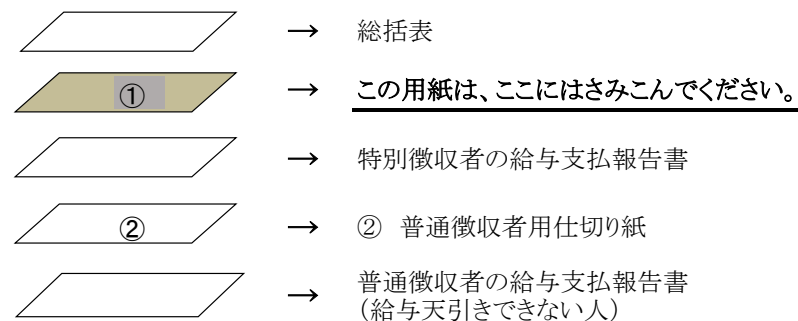 → 総括表
① → この用紙は、ここにはさみこんでください。
→ 特別徴収者の給与支払報告書
② → ② 普通徴収者用仕切り紙
→ 普通徴収者の給与支払報告書
（給与天引きできない人）